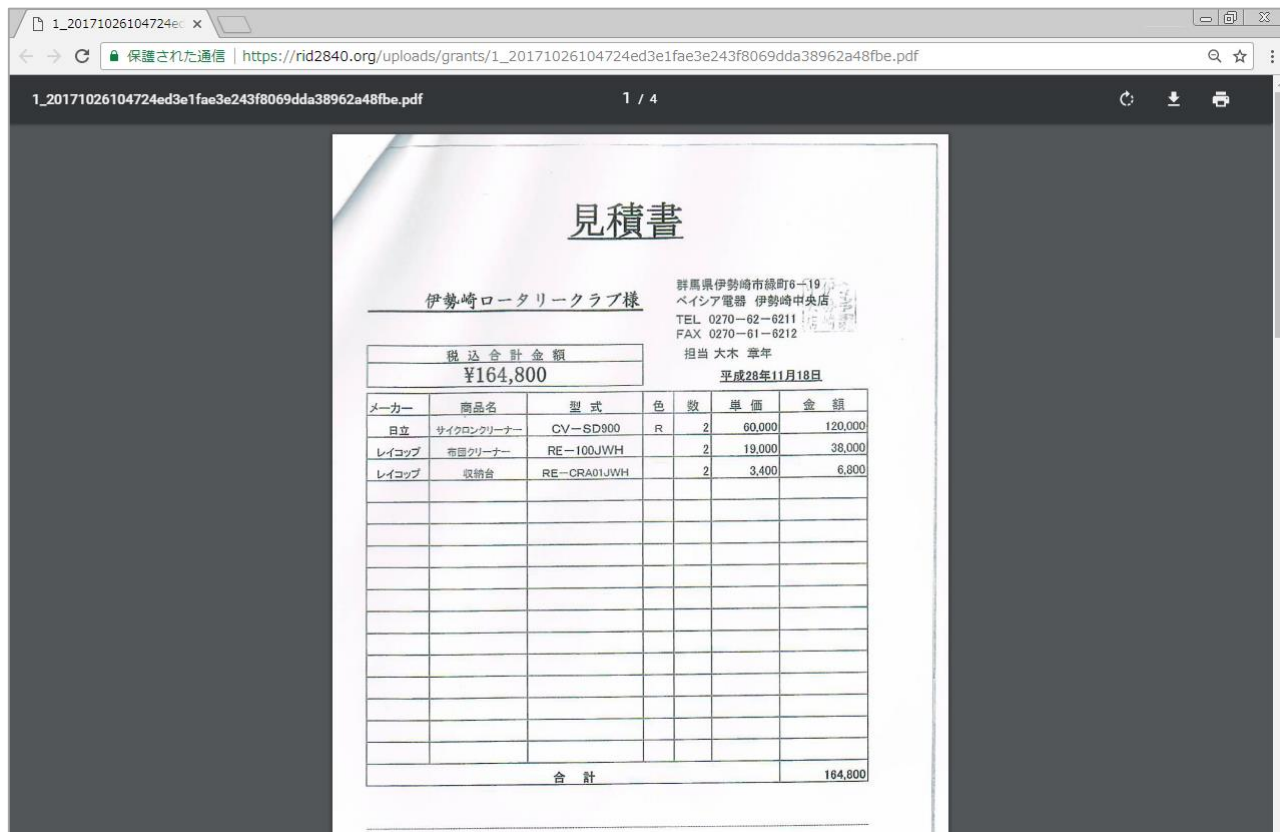 1_20171026104724ec
保護された通信 | https://rid2840.org/uploads/grants/1_20171026104724ed3e1fae3e243f8069dda38962a48fbe.pdf
1_20171026104724ed3e1fae3e243f8069dda38962a48fbe.pdf 1 / 4
見積書
群馬県伊勢崎市緑町6-19
伊勢崎ロータリークラブ様 ベイシア電器 伊勢崎中央店
TEL 0270-62-6211
FAX 0270-61-6212
税込合計金額 担当 大木 章年
¥164,800 平成28年11月18日
メーカー 商品名 型式 色 数 単価 金額
日立 サイクロンクリーナー CV-SD900 R 2 60,000 120,000
レイコップ 布団クリーナー RE-100JWH 2 19,000 38,000
レイコップ 収納台 RE-CRA01JWH 2 3,400 6,800
合計 164,800